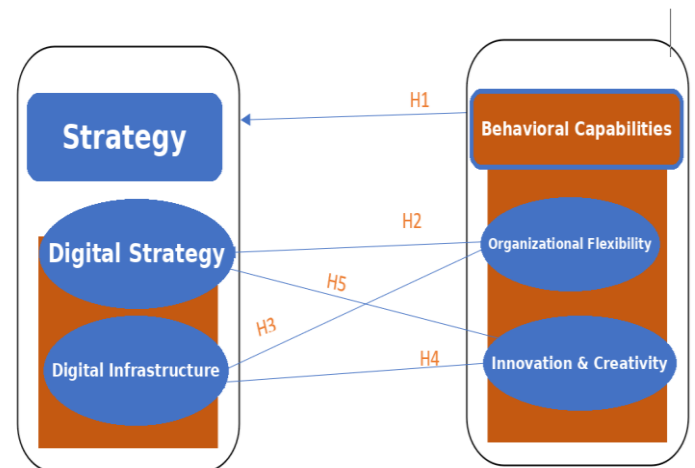 H1
Strategy
Behavioral Capabilities
H2
Digital Strategy
Organizational Flexibility
H5
H3
H4
Digital Infrastructure
Innovation & Creativity